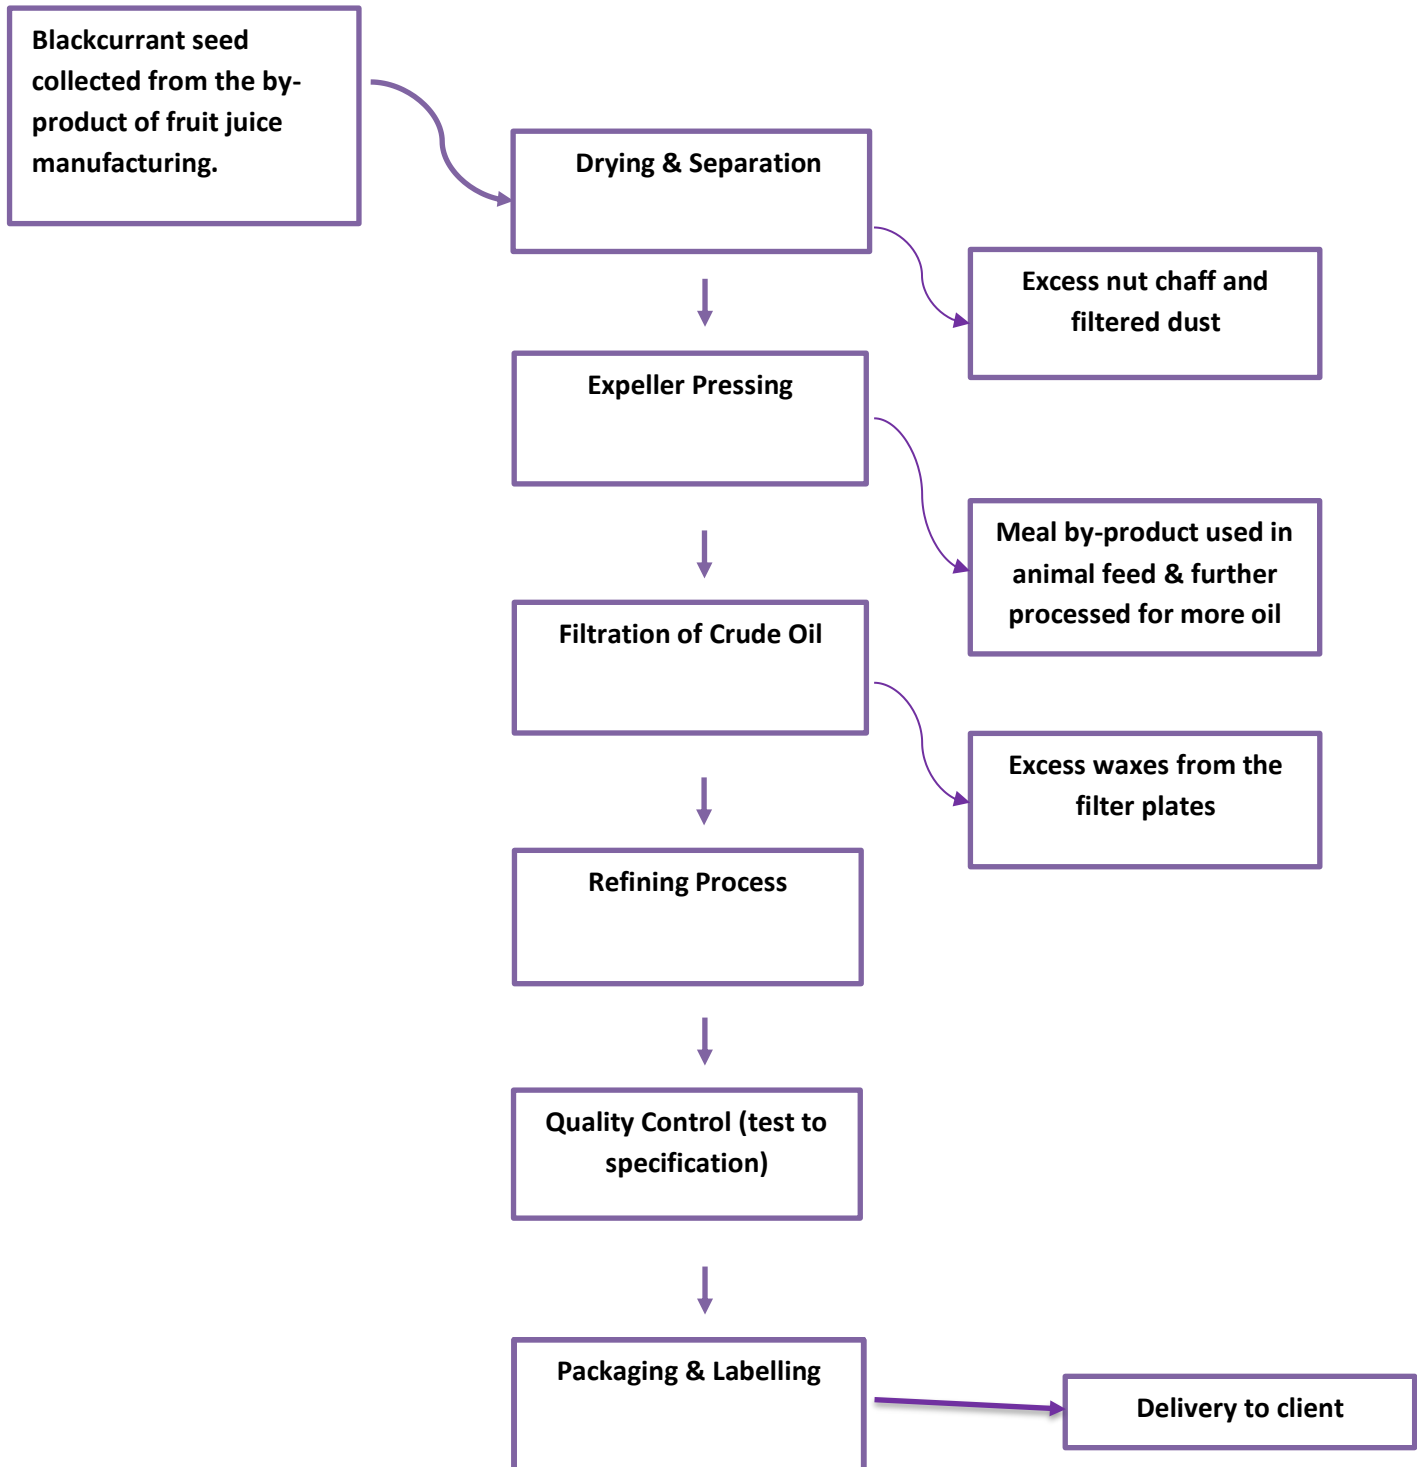 Blackcurrant seed
collected from the by-
product of fruit juice
manufacturing.
Drying & Separation
Excess nut chaff and
filtered dust
Expeller Pressing
Meal by-product used in
animal feed & further
processed for more oil
Filtration of Crude Oil
Excess waxes from the
filter plates
Refining Process
Quality Control (test to
specification)
Packaging & Labelling
Delivery to client